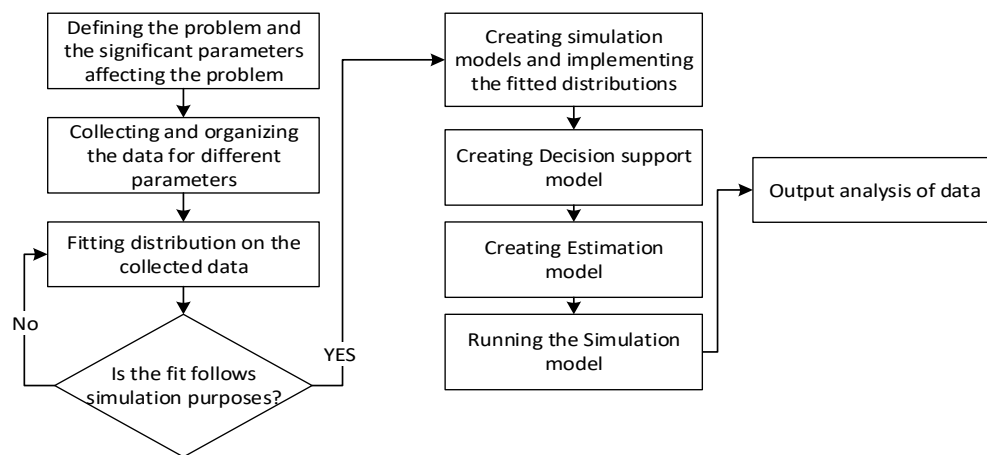 Defining the problem and
the significant parameters
affecting the problem
Collecting and organizing
the data for different
parameters
Fitting distribution on the
collected data
No
Is the fit follows
simulation purposes?
YES
Creating simulation
models and implementing
the fitted distributions
Creating Decision support
model
Creating Estimation
model
Running the Simulation
model
Output analysis of data